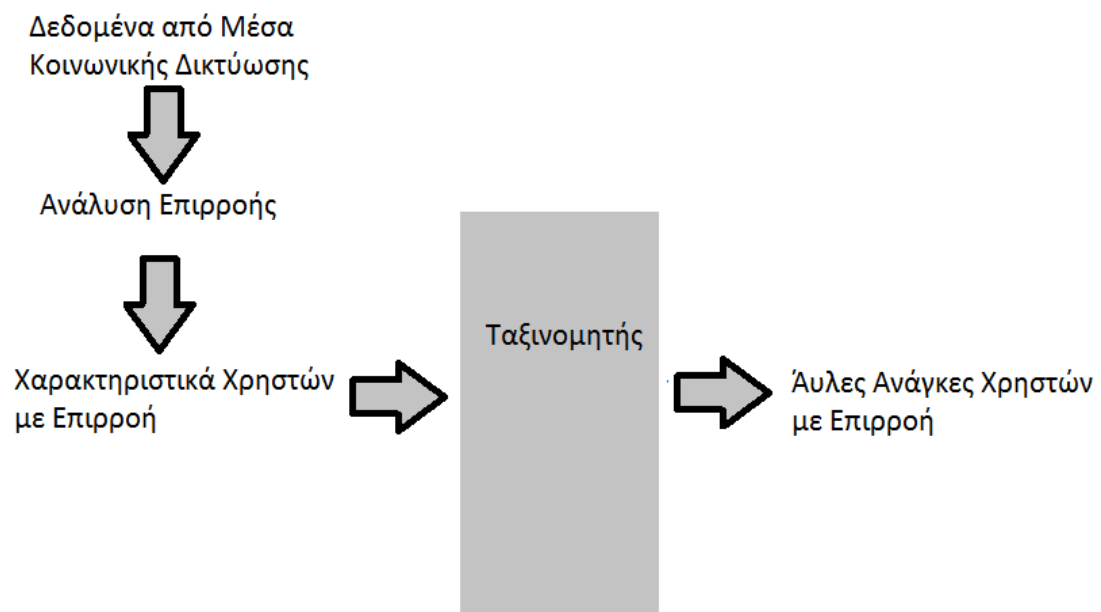 Δεδομένα από Μέσα
Κοινωνικής Δικτύωσης
Ανάλυση Επιρροής
Χαρακτηριστικά Χρηστών
με Επιρροή
Ταξινομητής
Άυλες Ανάγκες Χρηστών
με Επιρροή